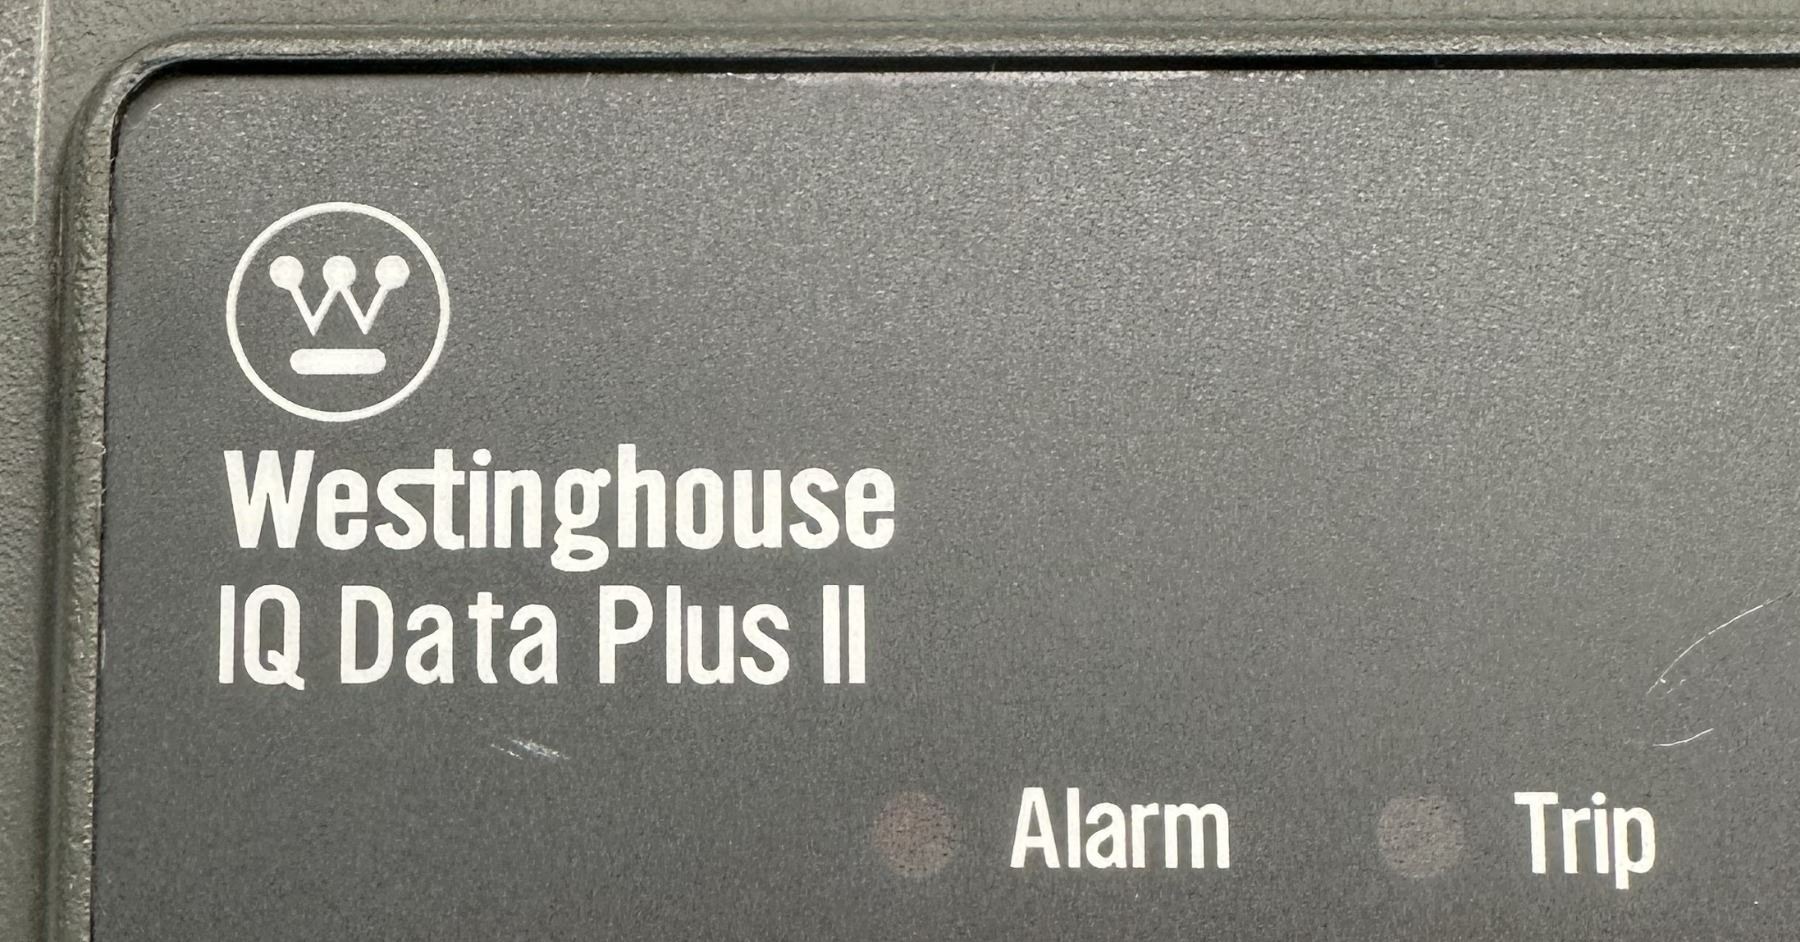 Westinghouse
IQ Data Plus II
Alarm Trip